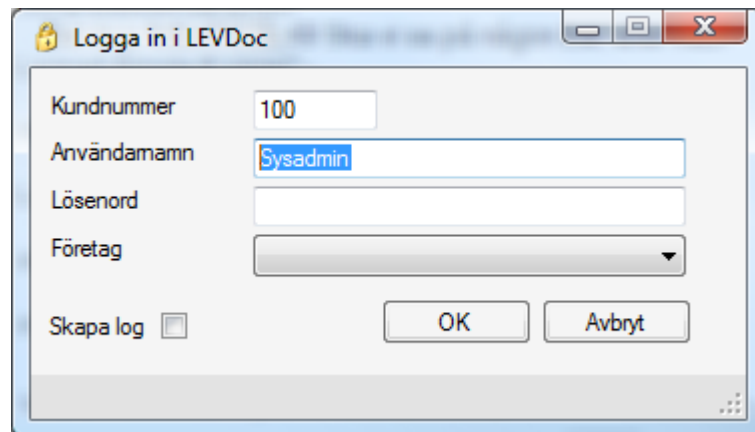 Logga in i LEVDoc
Kundnummer 100
Användarnamn Sysadmin
Lösenord
Företag
Skapa log OK Avbryt